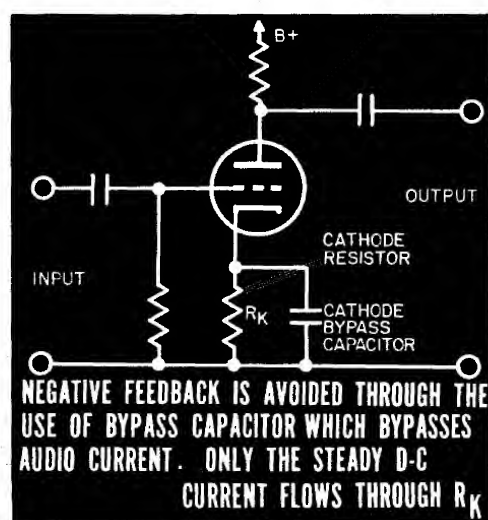 B+
OUTPUT
CATHODE
RESISTOR
INPUT
RK
CATHODE
BYPASS
CAPACITOR
NEGATIVE FEEDBACK IS AVOIDED THROUGH THE
USE OF BYPASS CAPACITOR WHICH BYPASSES
AUDIO CURRENT. ONLY THE STEADY D-C
CURRENT FLOWS THROUGH RK